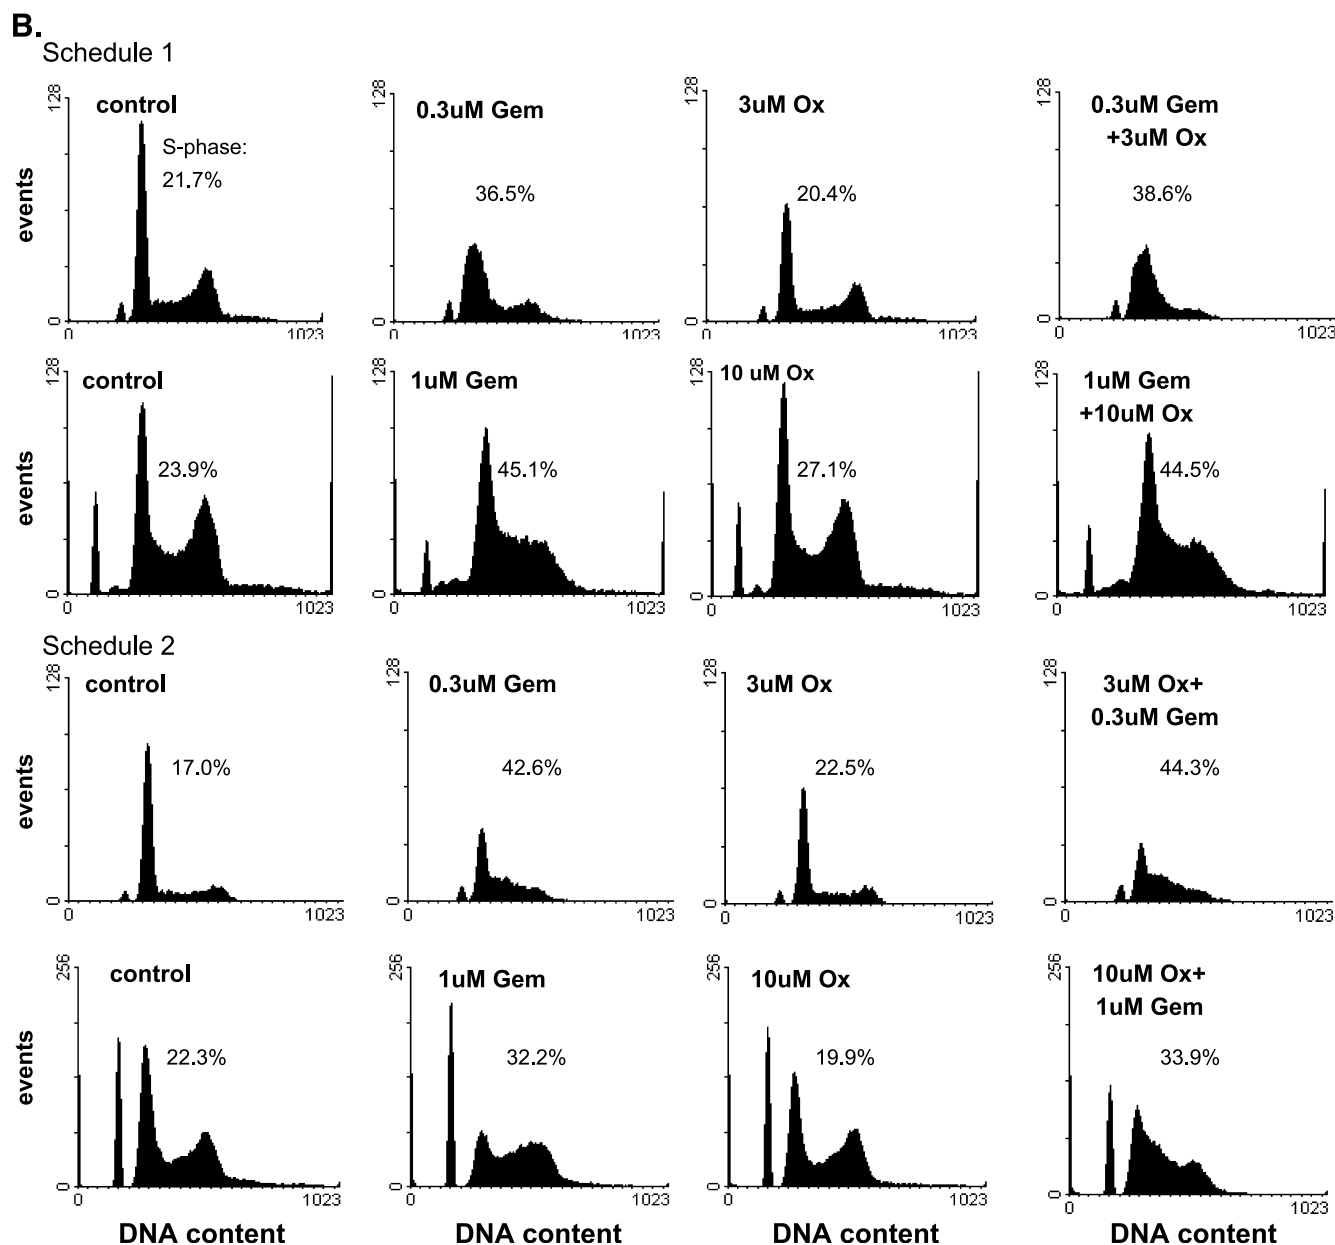 B.
Schedule 1
events
128
0
control
S-phase:
21.7%
0
1023
128
0
0.3uM Gem
36.5%
0
1023
128
0
3uM Ox
20.4%
0
1023
128
0
0.3uM Gem
+3uM Ox
38.6%
0
1023
events
128
0
control
23.9%
0
1023
128
0
1uM Gem
45.1%
0
1023
128
0
10 uM Ox
27.1%
0
1023
128
0
1uM Gem
+10uM Ox
44.5%
0
1023
Schedule 2
events
128
0
control
17.0%
0
1023
128
0
0.3uM Gem
42.6%
0
1023
128
0
3uM Ox
22.5%
0
1023
128
0
3uM Ox+
0.3uM Gem
44.3%
0
1023
events
256
0
control
22.3%
0
1023
DNA content
256
0
1uM Gem
32.2%
0
1023
DNA content
256
0
10uM Ox
19.9%
0
1023
DNA content
256
0
10uM Ox+
1uM Gem
33.9%
0
1023
DNA content